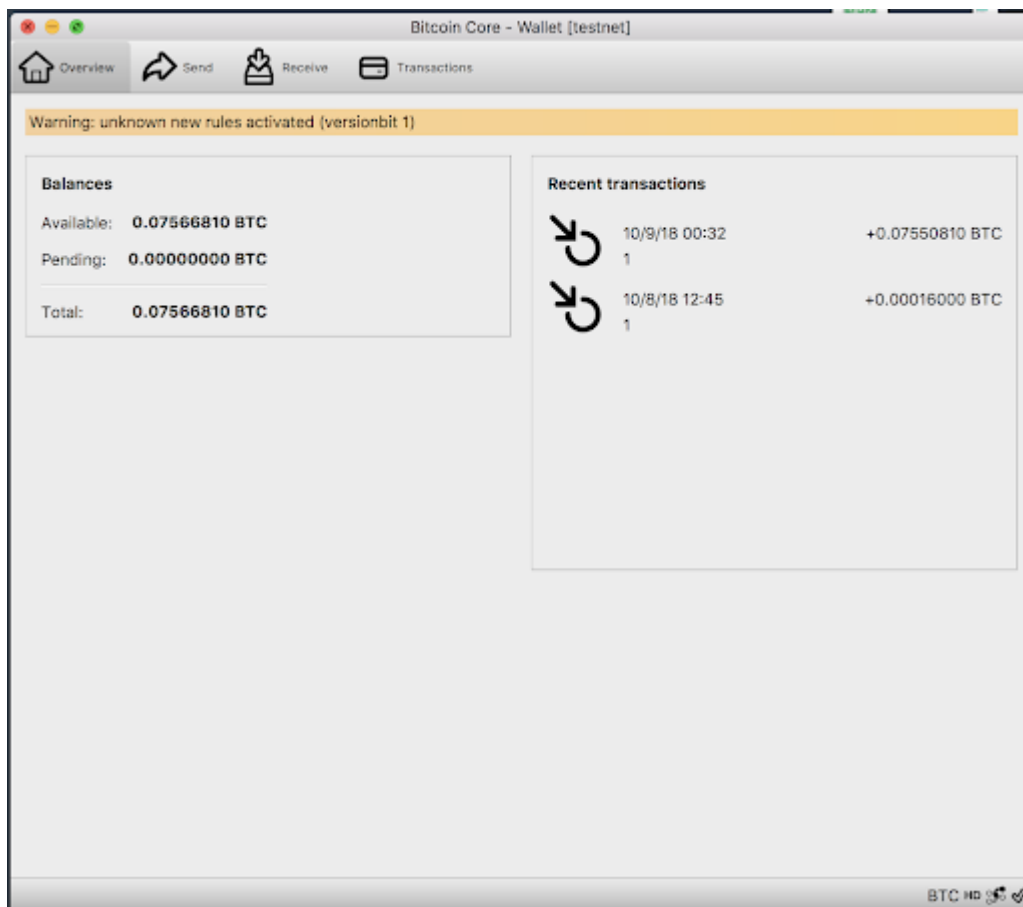 Bitcoin Core - Wallet [testnet]
Overview Send Receive Transactions
Warning: unknown new rules activated (versionbit 1)
Balances
Available: 0.07566810 BTC
Pending: 0.00000000 BTC
Total: 0.07566810 BTC
Recent transactions
10/9/18 00:32 +0.07550810 BTC
1
10/8/18 12:45 +0.00016000 BTC
1
BTC HD